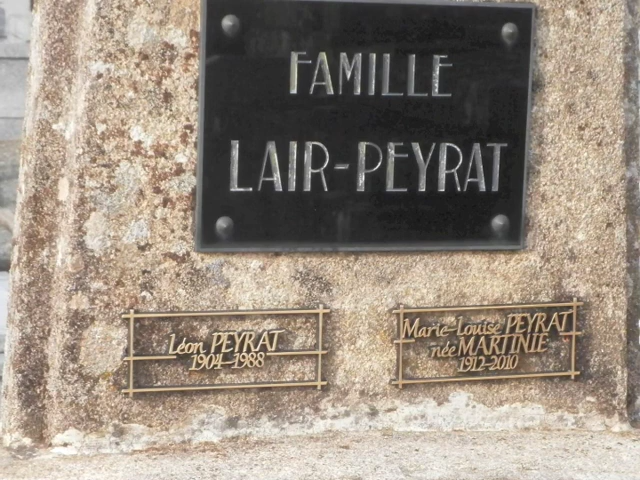 FAMILLE
LAIR-PEYRAT
Léon PEYRAT
1904-1988
Marie-Louise PEYRAT
née MARTINIE
1912-2010